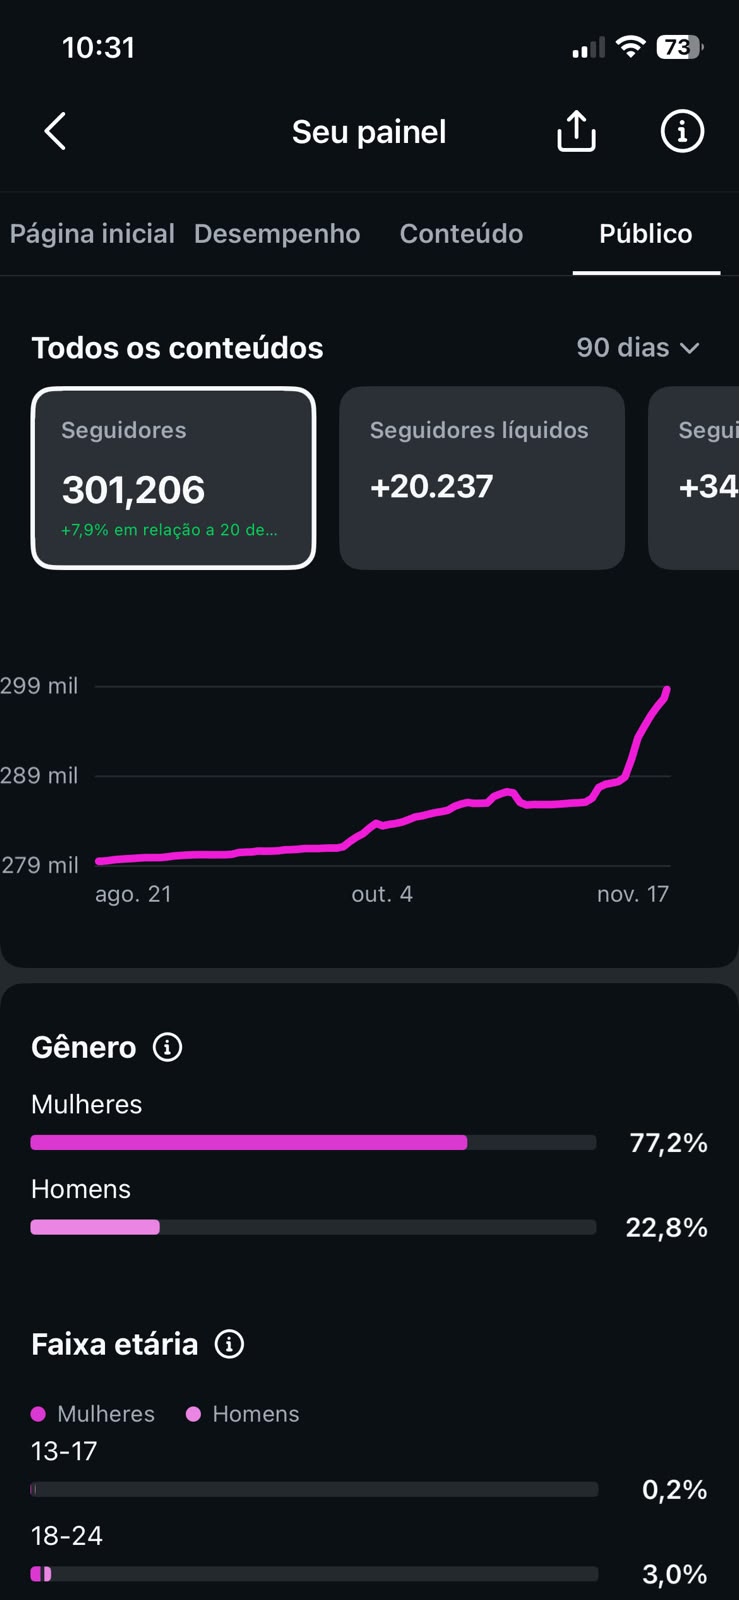 10:31
73
Seu painel
Página inicial Desempenho Conteúdo Público
Todos os conteúdos 90 dias
Seguidores
301,206
+7,9% em relação a 20 de...
Seguidores líquidos
+20.237
Segui
+34
299 mil
289 mil
279 mil
ago. 21 out. 4 nov. 17
Gênero
Mulheres
77,2%
Homens
22,8%
Faixa etária
Mulheres Homens
13-17
0,2%
18-24
3,0%